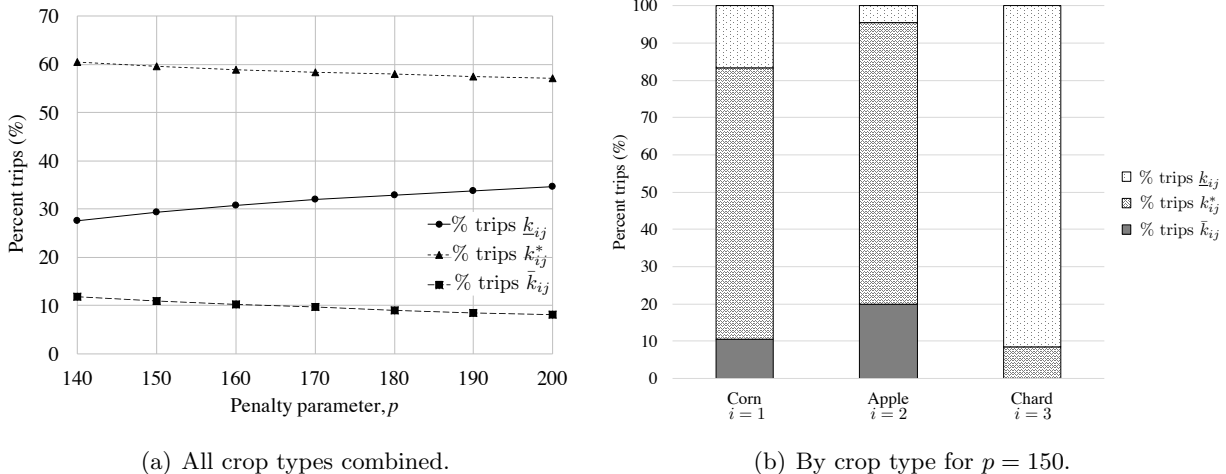 70
60
50
40
30
20
10
0
Percent trips (%)
140 150 160 170 180 190 200
Penalty parameter, p
% trips k̲ᵢⱼ
% trips k*ᵢⱼ
% trips k̄ᵢⱼ
(a) All crop types combined.
100
90
80
70
60
50
40
30
20
10
0
Percent trips (%)
Corn Apple Chard
i = 1 i = 2 i = 3
% trips k̲ᵢⱼ
% trips k*ᵢⱼ
% trips k̄ᵢⱼ
(b) By crop type for p = 150.